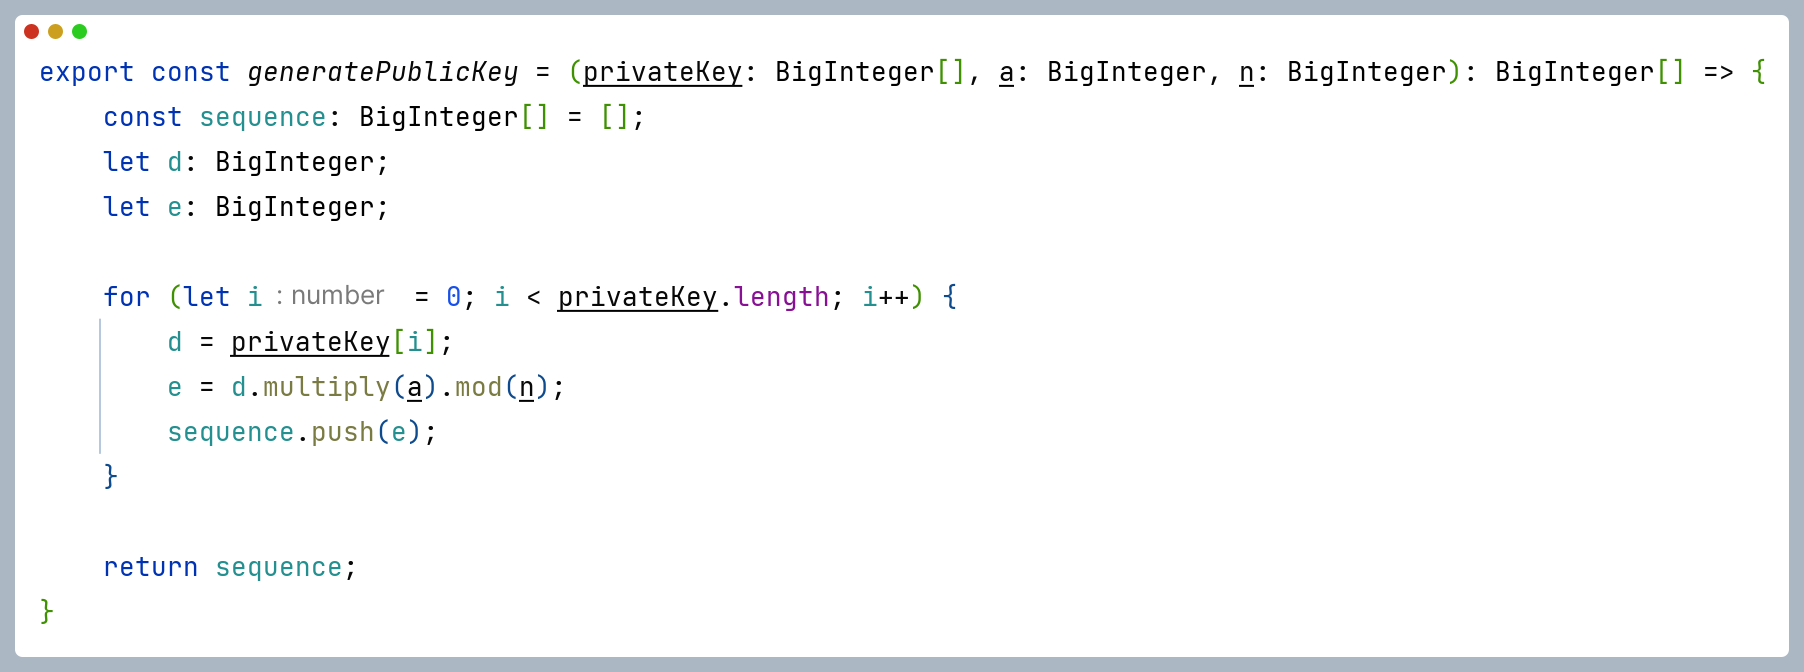 export const generatePublicKey = (privateKey: BigInteger[], a: BigInteger, n: BigInteger): BigInteger[] => {
    const sequence: BigInteger[] = [];
    let d: BigInteger;
    let e: BigInteger;

    for (let i : number = 0; i < privateKey.length; i++) {
        d = privateKey[i];
        e = d.multiply(a).mod(n);
        sequence.push(e);
    }

    return sequence;
}